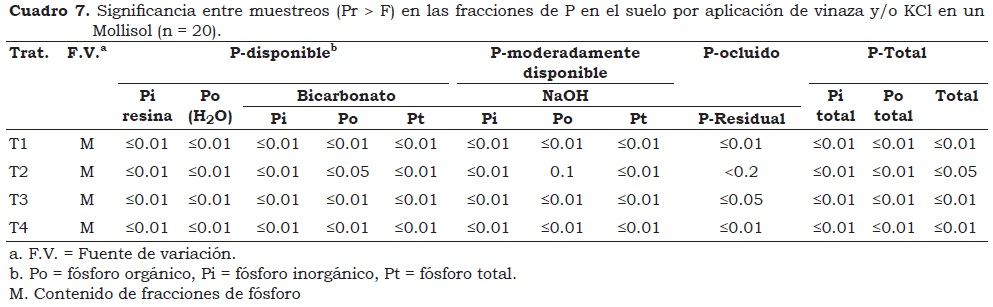 Cuadro 7. Significancia entre muestreos (Pr > F) en las fracciones de P en el suelo por aplicación de vinaza y/o KCl en un
Mollisol (n = 20).
Trat. F.V.a P-disponibleb P-moderadamente disponible P-ocluido P-Total
Pi resina Po (H2O) Bicarbonato NaOH Pi total Po total Total
Pi Po Pt Pi Po Pt P-Residual
T1 M ≤0.01 ≤0.01 ≤0.01 ≤0.01 ≤0.01 ≤0.01 ≤0.01 ≤0.01 ≤0.01 ≤0.01 ≤0.01 ≤0.01
T2 M ≤0.01 ≤0.01 ≤0.01 ≤0.05 ≤0.01 ≤0.01 0.1 ≤0.01 <0.2 ≤0.01 ≤0.01 ≤0.05
T3 M ≤0.01 ≤0.01 ≤0.01 ≤0.01 ≤0.01 ≤0.01 ≤0.01 ≤0.01 ≤0.05 ≤0.01 ≤0.01 ≤0.01
T4 M ≤0.01 ≤0.01 ≤0.01 ≤0.01 ≤0.01 ≤0.01 ≤0.01 ≤0.01 ≤0.01 ≤0.01 ≤0.01 ≤0.01
a. F.V. = Fuente de variación.
b. Po = fósforo orgánico, Pi = fósforo inorgánico, Pt = fósforo total.
M. Contenido de fracciones de fósforo